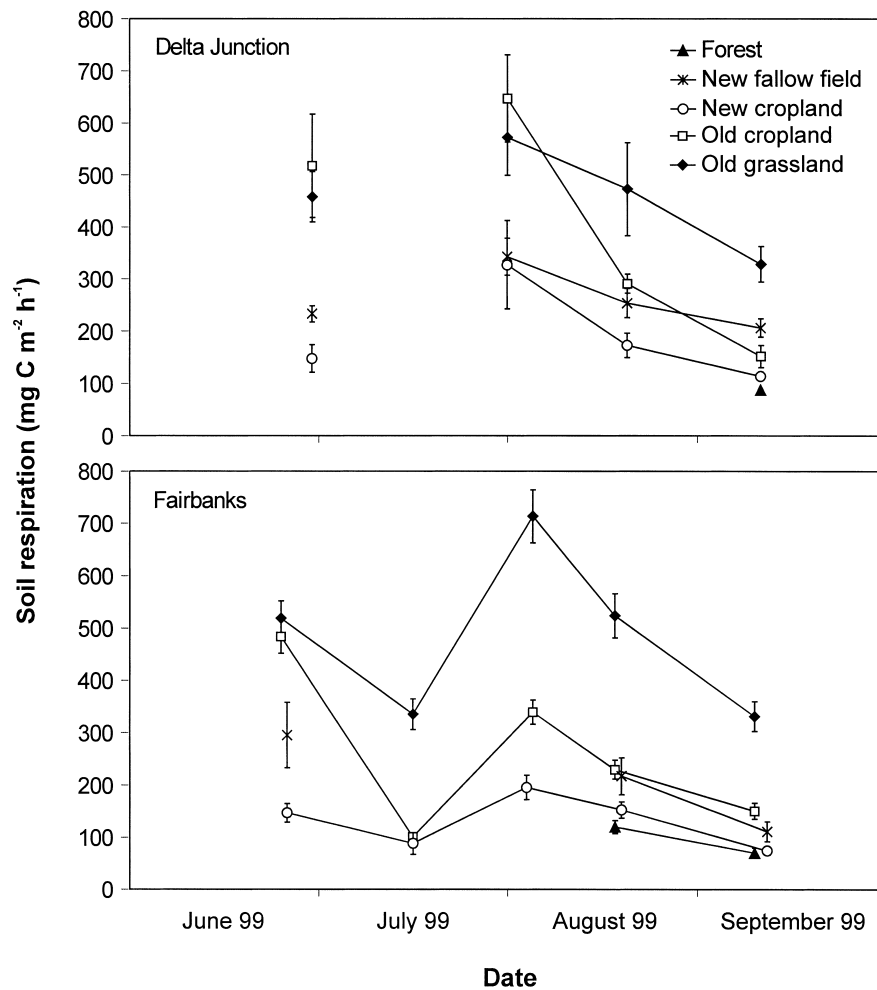 Soil respiration (mg C m⁻² h⁻¹)
800
700
600
500
400
300
200
100
0
Delta Junction
Forest
New fallow field
New cropland
Old cropland
Old grassland
800
700
600
500
400
300
200
100
0
Fairbanks
June 99 July 99 August 99 September 99
Date